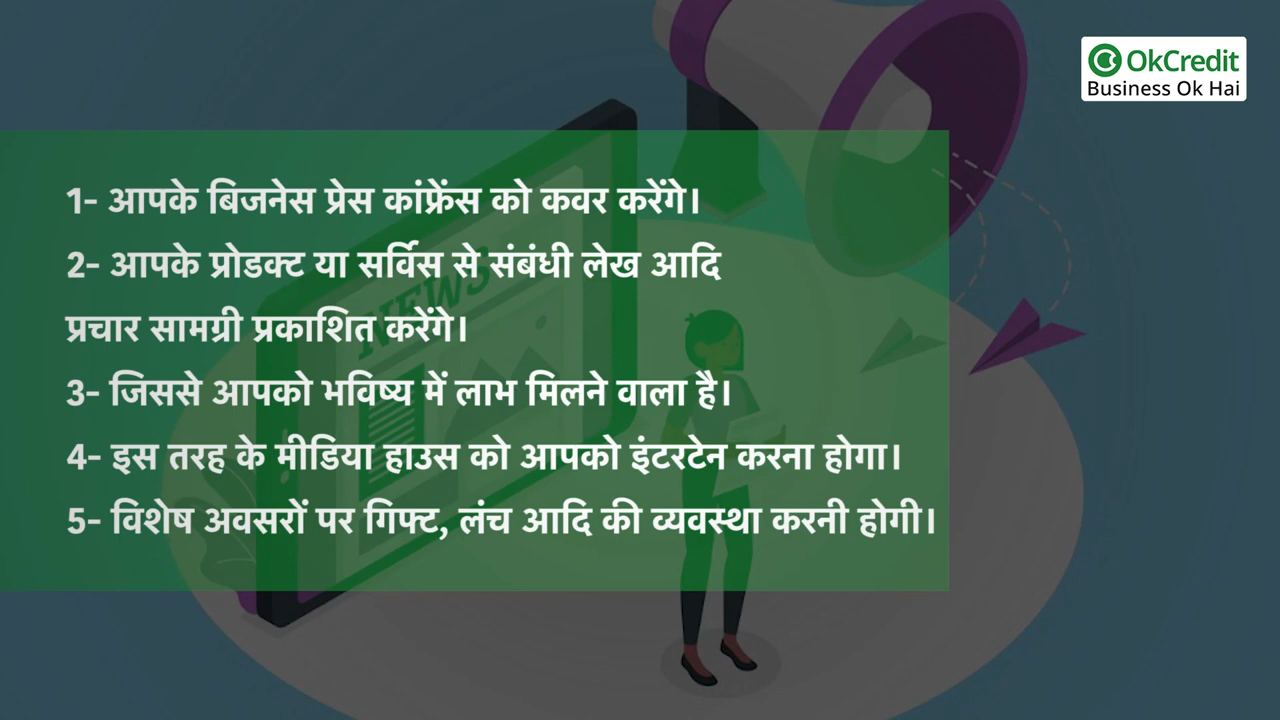 OkCredit
Business Ok Hai
1- आपके बिजनेस प्रेस कांफ्रेंस को कवर करेंगे।
2- आपके प्रोडक्ट या सर्विस से संबंधी लेख आदि
प्रचार सामग्री प्रकाशित करेंगे।
3- जिससे आपको भविष्य में लाभ मिलने वाला है।
4- इस तरह के मीडिया हाउस को आपको इंटरटेन करना होगा।
5- विशेष अवसरों पर गिफ्ट, लंच आदि की व्यवस्था करनी होगी।
NEWS